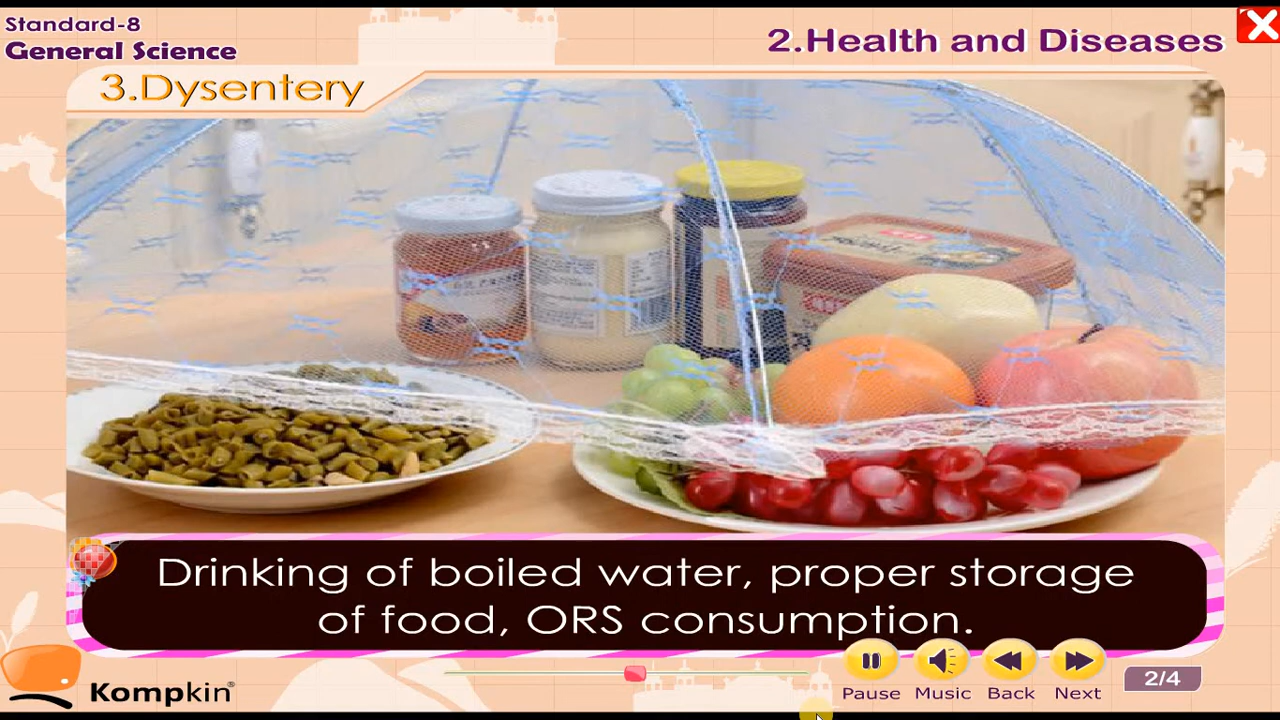 Standard-8
General Science
2.Health and Diseases
3.Dysentery
Drinking of boiled water, proper storage
of food, ORS consumption.
Kompkin
Pause
Music
Back
Next
2/4